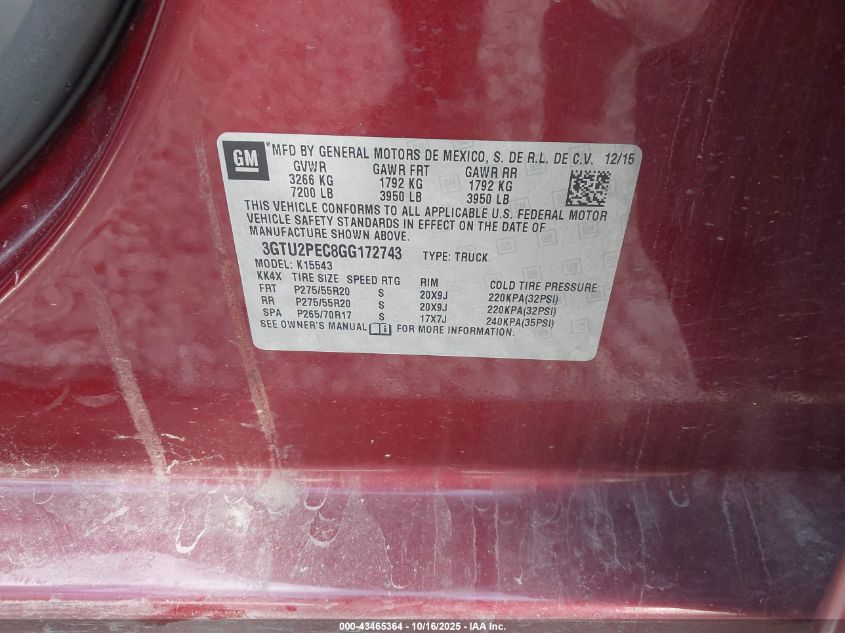 GM
*MFD BY GENERAL MOTORS DE MEXICO, S. DE R.L. DE C.V. 12/15
GVWR GAWR FRT GAWR RR
3266 KG 1792 KG 1792 KG
7200 LB 3950 LB 3950 LB
THIS VEHICLE CONFORMS TO ALL APPLICABLE U.S. FEDERAL MOTOR
VEHICLE SAFETY STANDARDS IN EFFECT ON THE DATE OF
MANUFACTURE SHOWN ABOVE.
3GTU2PEC8GG172743 TYPE: TRUCK
MODEL: K15543
KK4X TIRE SIZE SPEED RTG RIM COLD TIRE PRESSURE
FRT P275/55R20 S 20X9J 220KPA(32PSI)
RR P275/55R20 S 20X9J 220KPA(32PSI)
SPA P265/70R17 S 17X7J 240KPA(35PSI)
SEE OWNER'S MANUAL FOR MORE INFORMATION.
000-43465364 - 10/16/2025 - IAA Inc.